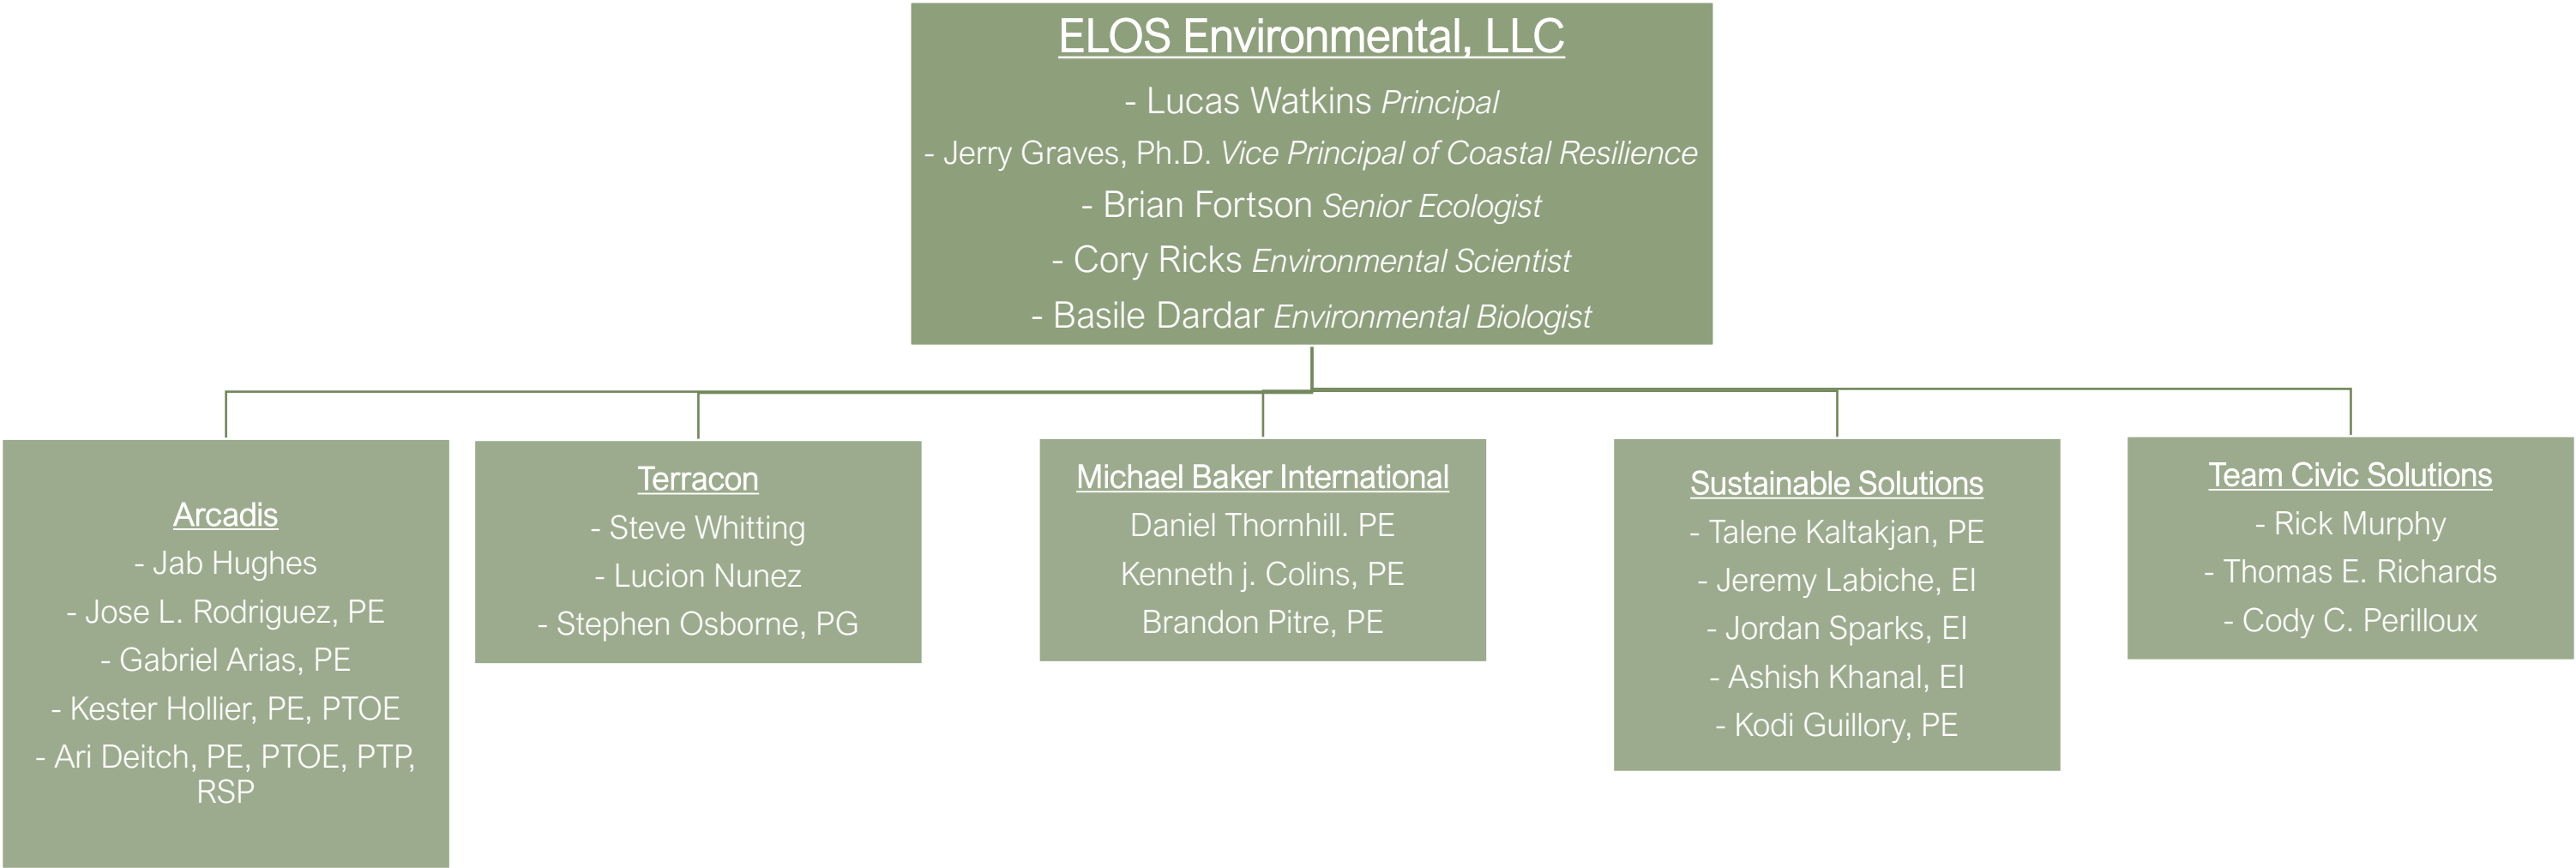 ELOS Environmental, LLC
- Lucas Watkins Principal
- Jerry Graves, Ph.D. Vice Principal of Coastal Resilience
- Brian Fortson Senior Ecologist
- Cory Ricks Environmental Scientist
- Basile Dardar Environmental Biologist
Arcadis
- Jab Hughes
- Jose L. Rodriguez, PE
- Gabriel Arias, PE
- Kester Hollier, PE, PTOE
- Ari Deitch, PE, PTOE, PTP,
RSP
Terracon
- Steve Whitting
- Lucion Nunez
- Stephen Osborne, PG
Michael Baker International
Daniel Thornhill. PE
Kenneth j. Colins, PE
Brandon Pitre, PE
Sustainable Solutions
- Talene Kaltakjan, PE
- Jeremy Labiche, EI
- Jordan Sparks, EI
- Ashish Khanal, EI
- Kodi Guillory, PE
Team Civic Solutions
- Rick Murphy
- Thomas E. Richards
- Cody C. Perilloux